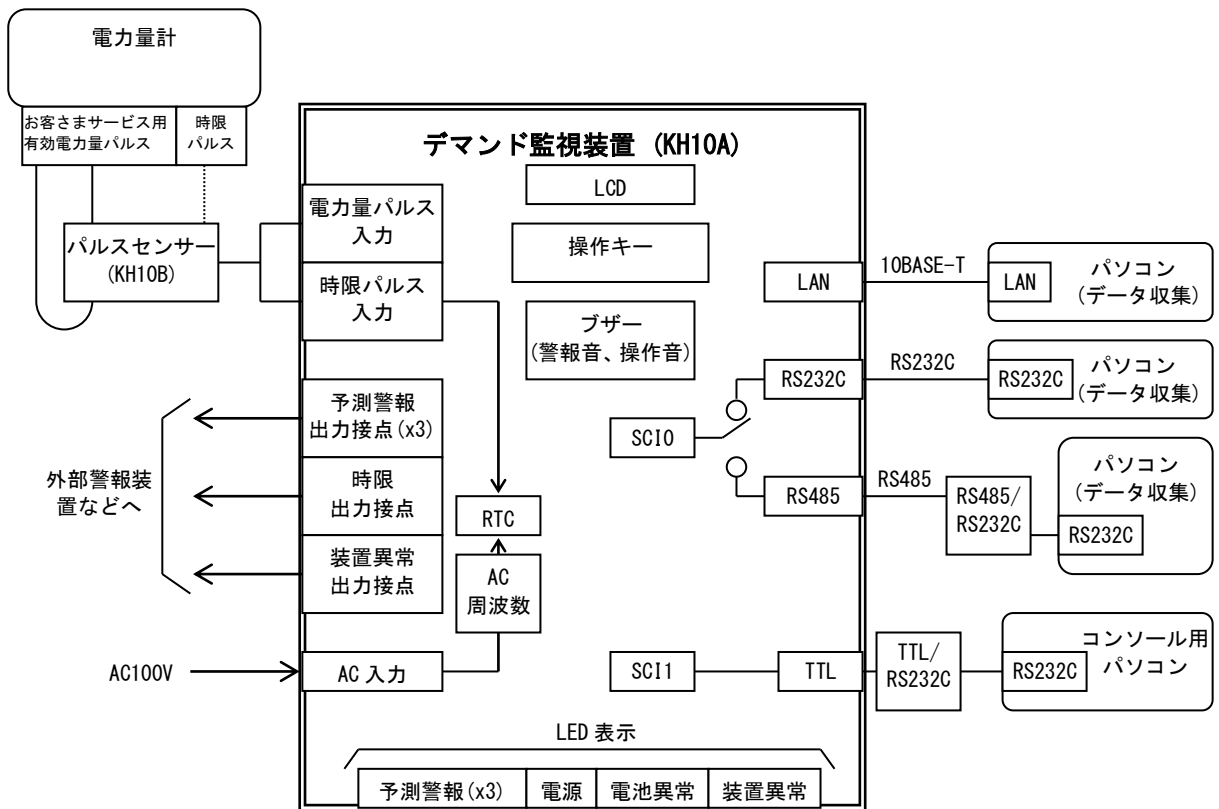 電力量計
お客さまサービス用
有効電力量パルス
時限
パルス
パルスセンサー
(KH10B)
デマンド監視装置 (KH10A)
LCD
操作キー
ブザー
(警報音、操作音)
電力量パルス
入力
時限パルス
入力
予測警報
出力接点(x3)
時限
出力接点
装置異常
出力接点
外部警報装
置などへ
RTC
AC
周波数
AC100V
AC 入力
SCI0
SCI1
LAN
10BASE-T
LAN
パソコン
(データ収集)
RS232C
RS232C
RS232C
パソコン
(データ収集)
RS485
RS485
RS485/
RS232C
パソコン
(データ収集)
RS232C
TTL
TTL/
RS232C
コンソール用
パソコン
RS232C
LED 表示
予測警報(x3)
電源
電池異常
装置異常